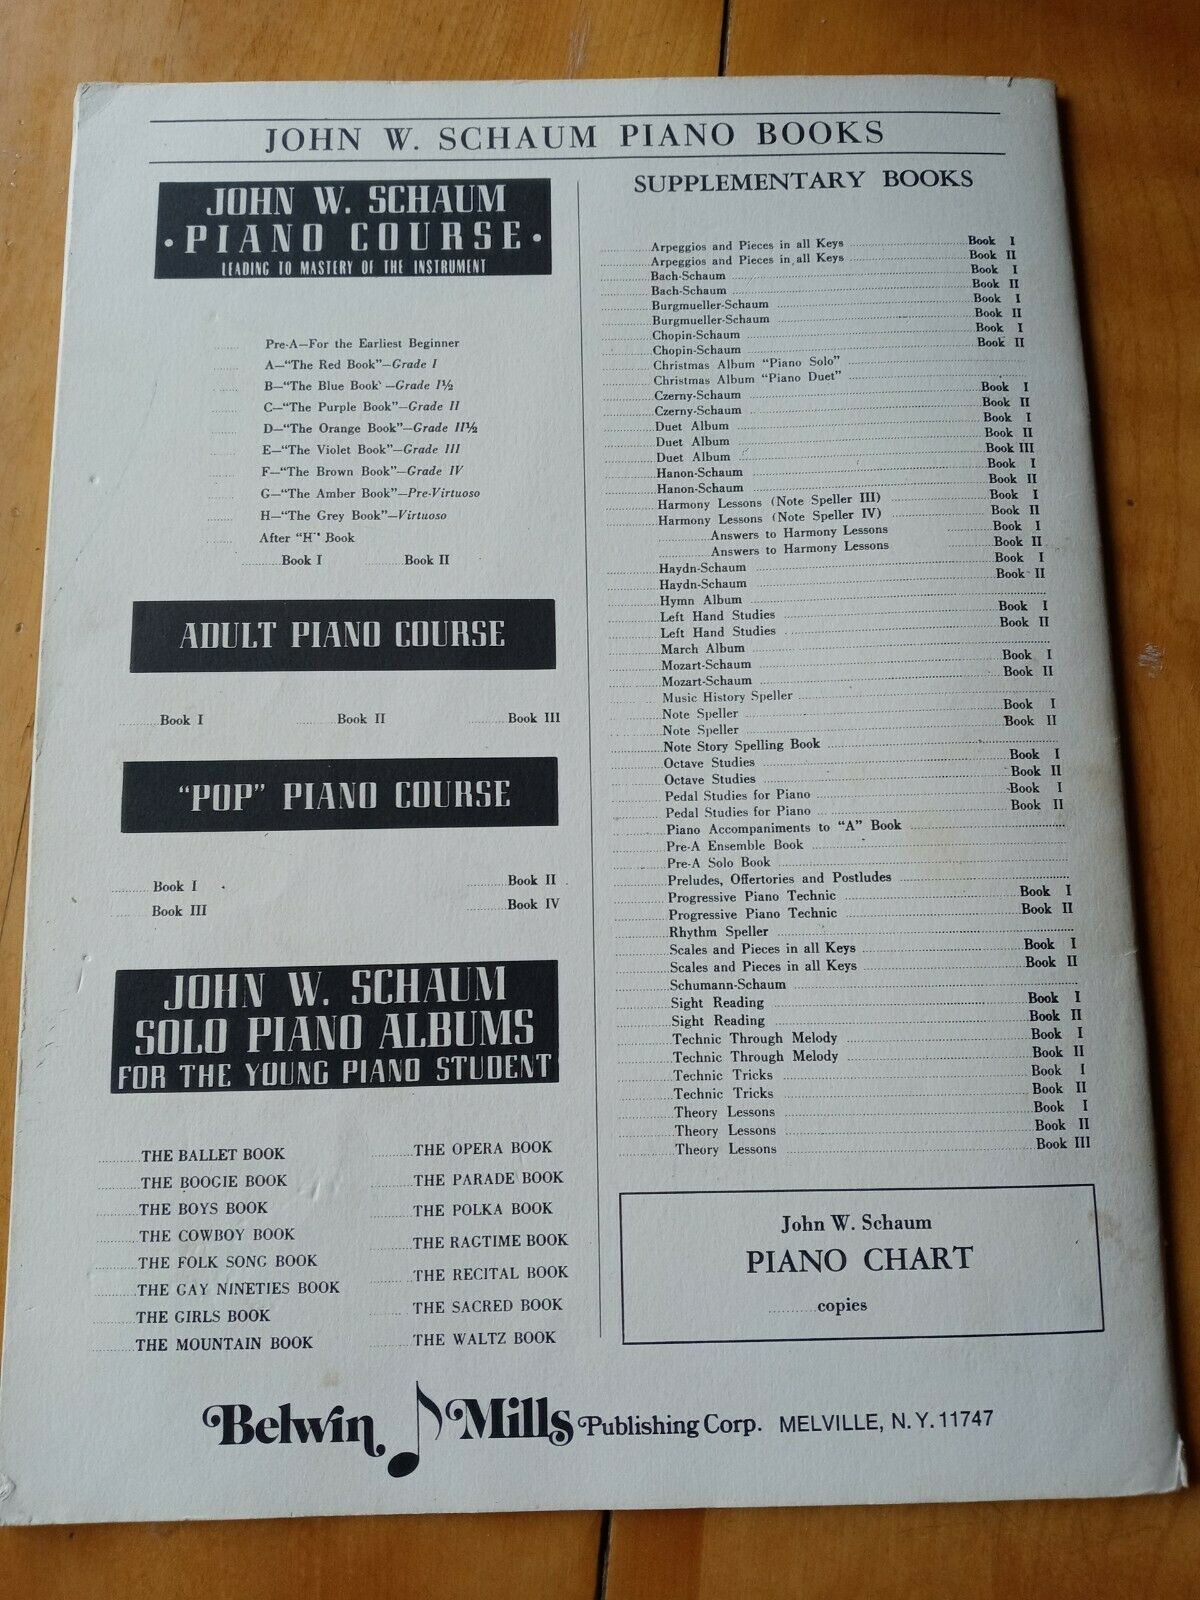 JOHN W. SCHAUM PIANO BOOKS
JOHN W. SCHAUM
· PIANO COURSE ·
LEADING TO MASTERY OF THE INSTRUMENT
Pre-A—For the Earliest Beginner
A—“The Red Book”—Grade I
B—“The Blue Book’—Grade I½
C—“The Purple Book”—Grade II
D—“The Orange Book”—Grade II½
E—“The Violet Book”—Grade III
F—“The Brown Book”—Grade IV
G—“The Amber Book”—Pre-Virtuoso
H—“The Grey Book”—Virtuoso
After “H” Book
Book I Book II
ADULT PIANO COURSE
Book I Book II Book III
“POP” PIANO COURSE
Book I Book II
Book III Book IV
JOHN W. SCHAUM
SOLO PIANO ALBUMS
FOR THE YOUNG PIANO STUDENT
THE BALLET BOOK
THE BOOGIE BOOK
THE BOYS BOOK
THE COWBOY BOOK
THE FOLK SONG BOOK
THE GAY NINETIES BOOK
THE GIRLS BOOK
THE MOUNTAIN BOOK
THE OPERA BOOK
THE PARADE BOOK
THE POLKA BOOK
THE RAGTIME BOOK
THE RECITAL BOOK
THE SACRED BOOK
THE WALTZ BOOK
SUPPLEMENTARY BOOKS
Arpeggios and Pieces in all Keys Book I
Arpeggios and Pieces in all Keys Book II
Bach-Schaum Book I
Bach-Schaum Book II
Burgmueller-Schaum Book I
Burgmueller-Schaum Book II
Chopin-Schaum Book I
Chopin-Schaum Book II
Christmas Album “Piano Solo”
Christmas Album “Piano Duet”
Czerny-Schaum Book I
Czerny-Schaum Book II
Duet Album Book I
Duet Album Book II
Duet Album Book III
Hanon-Schaum Book I
Hanon-Schaum Book II
Harmony Lessons (Note Speller III) Book I
Harmony Lessons (Note Speller IV) Book II
Answers to Harmony Lessons Book I
Answers to Harmony Lessons Book II
Haydn-Schaum Book I
Haydn-Schaum Book II
Hymn Album
Left Hand Studies Book I
Left Hand Studies Book II
March Album
Mozart-Schaum Book I
Mozart-Schaum Book II
Music History Speller
Note Speller Book I
Note Speller Book II
Note Story Spelling Book
Octave Studies Book I
Octave Studies Book II
Pedal Studies for Piano Book I
Pedal Studies for Piano Book II
Piano Accompaniments to “A” Book
Pre-A Ensemble Book
Pre-A Solo Book
Preludes, Offertories and Postludes
Progressive Piano Technic Book I
Progressive Piano Technic Book II
Rhythm Speller
Scales and Pieces in all Keys Book I
Scales and Pieces in all Keys Book II
Schumann-Schaum
Sight Reading Book I
Sight Reading Book II
Technic Through Melody Book I
Technic Through Melody Book II
Technic Tricks Book I
Technic Tricks Book II
Theory Lessons Book I
Theory Lessons Book II
Theory Lessons Book III
John W. Schaum
PIANO CHART
copies
Belwin Mills Publishing Corp. MELVILLE, N.Y. 11747